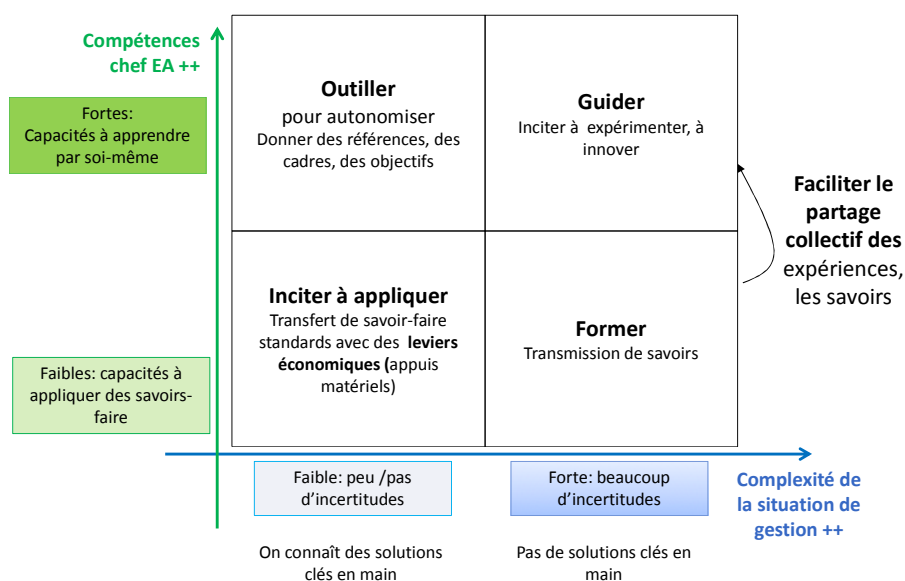 Compétences
chef EA ++
Fortes:
Capacités à apprendre
par soi-même
Outiller
pour autonomiser
Donner des références, des
cadres, des objectifs
Guider
Inciter à expérimenter, à
innover
Faciliter le
partage
collectif des
expériences,
les savoirs
Inciter à appliquer
Transfert de savoir-faire
standards avec des leviers
économiques (appuis
matériels)
Former
Transmission de savoirs
Faibles: capacités à
appliquer des savoirs-
faire
Faible: peu /pas
d'incertitudes
Forte: beaucoup
d'incertitudes
Complexité de
la situation de
gestion ++
On connaît des solutions
clés en main
Pas de solutions clés en
main